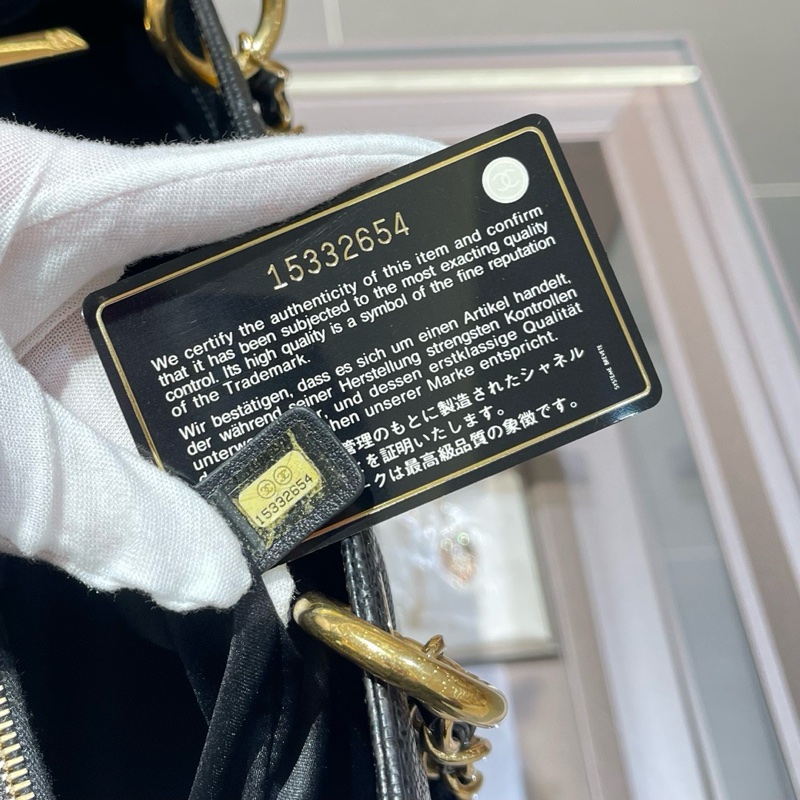 15332654
We certify the authenticity of this item and confirm
that it has been subjected to the most exacting quality
control. Its high quality is a symbol of the fine reputation
of the Trademark.
Wir bestätigen, dass es sich um einen Artikel handelt,
der während seiner Herstellung strengsten Kontrollen
und dessen erstklassige Qualität
unserer Marke entspricht.
管理のもとに製造されたシャネル
を証明いたします。
クは最高級品質の象徴です。
15332654